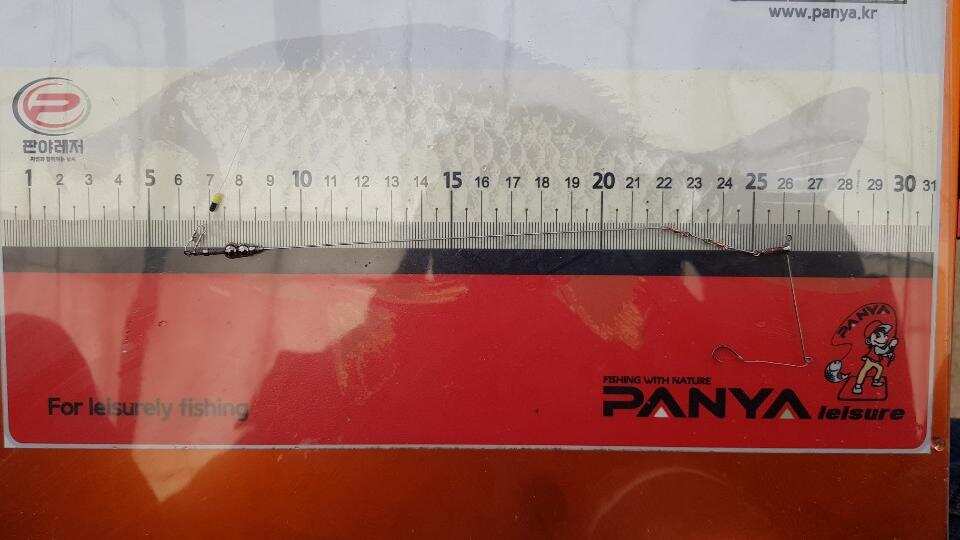 www.panya.kr
판야레저
1 2 3 4 5 6 7 8 9 10 11 12 13 14 15 16 17 18 19 20 21 22 23 24 25 26 27 28 29 30 31
PANYA
FISHING WITH NATURE
PANYA leisure
For leisurely fishing